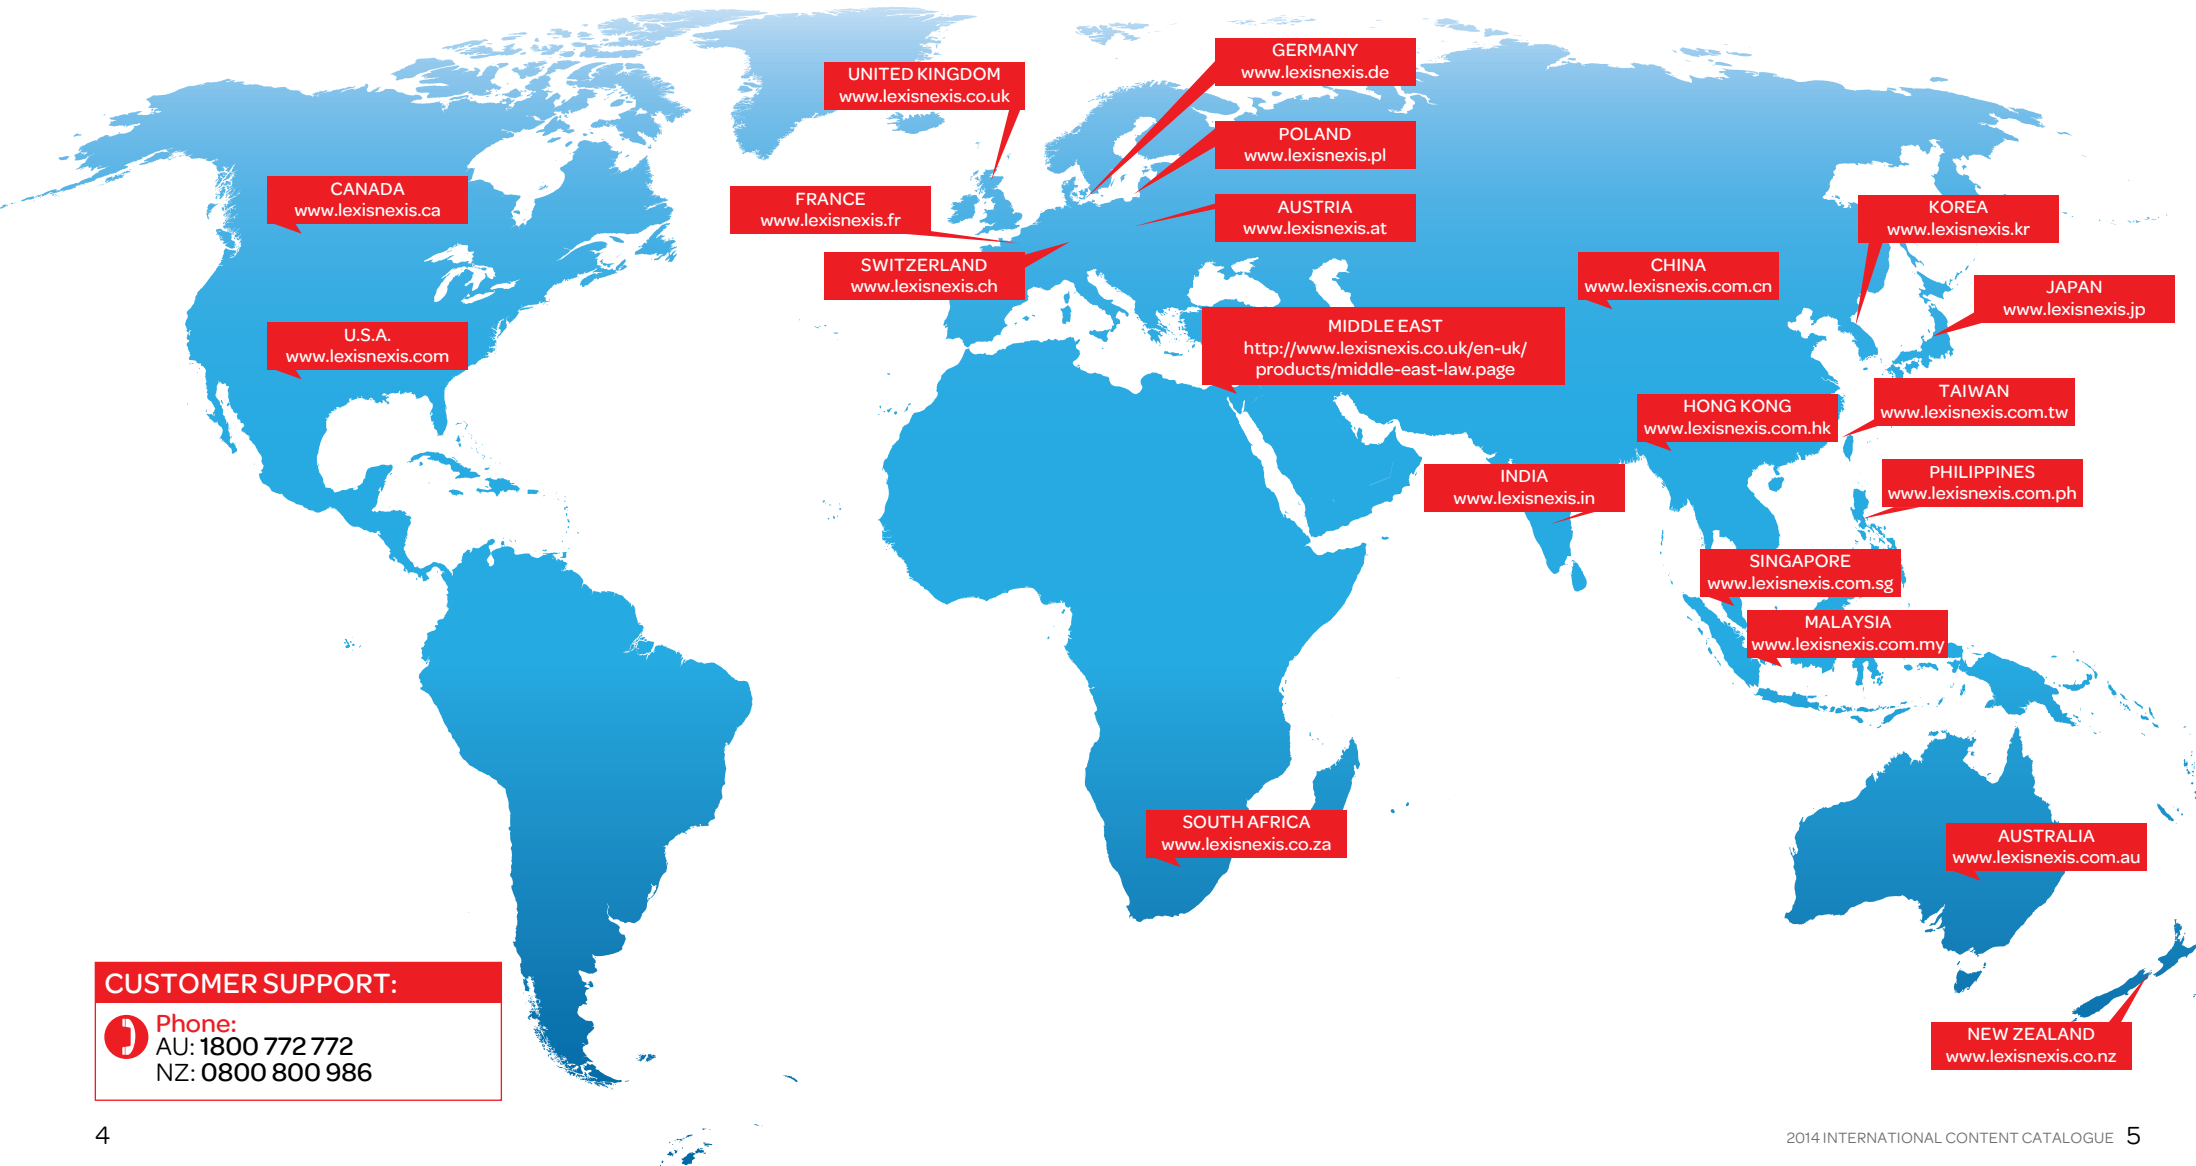 GERMANY
www.lexisnexis.de
UNITED KINGDOM
www.lexisnexis.co.uk
POLAND
www.lexisnexis.pl
CANADA
www.lexisnexis.ca
FRANCE
www.lexisnexis.fr
AUSTRIA
www.lexisnexis.at
KOREA
www.lexisnexis.kr
SWITZERLAND
www.lexisnexis.ch
CHINA
www.lexisnexis.com.cn
JAPAN
www.lexisnexis.jp
U.S.A.
www.lexisnexis.com
MIDDLE EAST
http://www.lexisnexis.co.uk/en-uk/
products/middle-east-law.page
TAIWAN
www.lexisnexis.com.tw
HONG KONG
www.lexisnexis.com.hk
INDIA
www.lexisnexis.in
PHILIPPINES
www.lexisnexis.com.ph
SINGAPORE
www.lexisnexis.com.sg
MALAYSIA
www.lexisnexis.com.my
SOUTH AFRICA
www.lexisnexis.co.za
AUSTRALIA
www.lexisnexis.com.au
NEW ZEALAND
www.lexisnexis.co.nz
CUSTOMER SUPPORT:
Phone:
AU: 1800 772 772
NZ: 0800 800 986
4
2014 INTERNATIONAL CONTENT CATALOGUE 5